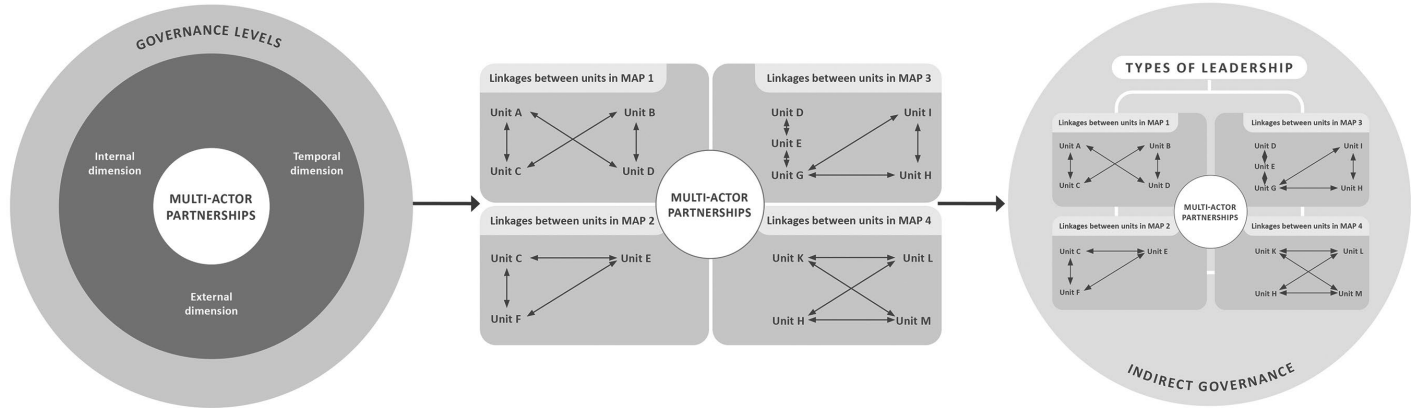 GOVERNANCE LEVELS
Internal
dimension
Temporal
dimension
MULTI-ACTOR
PARTNERSHIPS
External
dimension
Linkages between units in MAP 1
Unit A
Unit B
Unit C
Unit D
Linkages between units in MAP 3
Unit D
Unit E
Unit G
Unit I
Unit H
MULTI-ACTOR
PARTNERSHIPS
Linkages between units in MAP 2
Unit C
Unit E
Unit F
Linkages between units in MAP 4
Unit K
Unit L
Unit H
Unit M
TYPES OF LEADERSHIP
Linkages between units in MAP 1
Unit A
Unit B
Unit C
Unit D
Linkages between units in MAP 3
Unit D
Unit E
Unit G
Unit I
Unit H
MULTI-ACTOR
PARTNERSHIPS
Linkages between units in MAP 2
Unit C
Unit E
Unit F
Linkages between units in MAP 4
Unit K
Unit L
Unit H
Unit M
INDIRECT GOVERNANCE